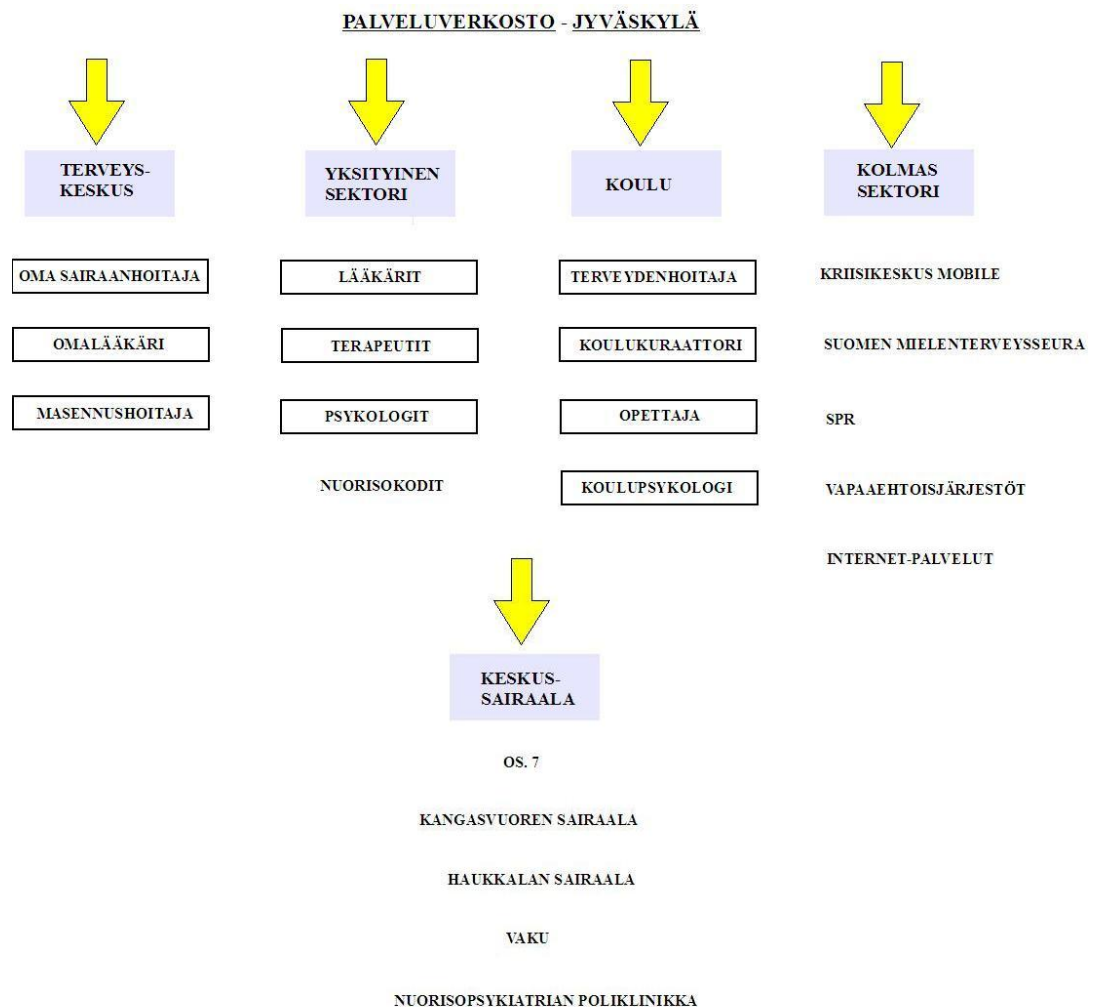 PALVELUVERKOSTO - JYVÄSKYLÄ
TERVEYS-
KESKUS
OMA SAIRAANHOITAJA
OMALÄÄKÄRI
MASENNUSHOITAJA
YKSITYINEN
SEKTORI
LÄÄKÄRIT
TERAPEUTIT
PSYKOLOGIT
NUORISOKODIT
KOULU
TERVEYDENHOITAJA
KOULUKURAATTORI
OPETTAJA
KOULUPSYKOLOGI
KOLMAS
SEKTORI
KRIISIKESKUS MOBILE
SUOMEN MIELENTERVEYSSEURA
SPR
VAPAAEHTOISJÄRJESTÖT
INTERNET-PALVELUT
KESKUS-
SAIRAALA
OS. 7
KANGASVUOREN SAIRAALA
HAUKKALAN SAIRAALA
VAKU
NUORISOPSYKIATRIAN POLIKLINIKKA